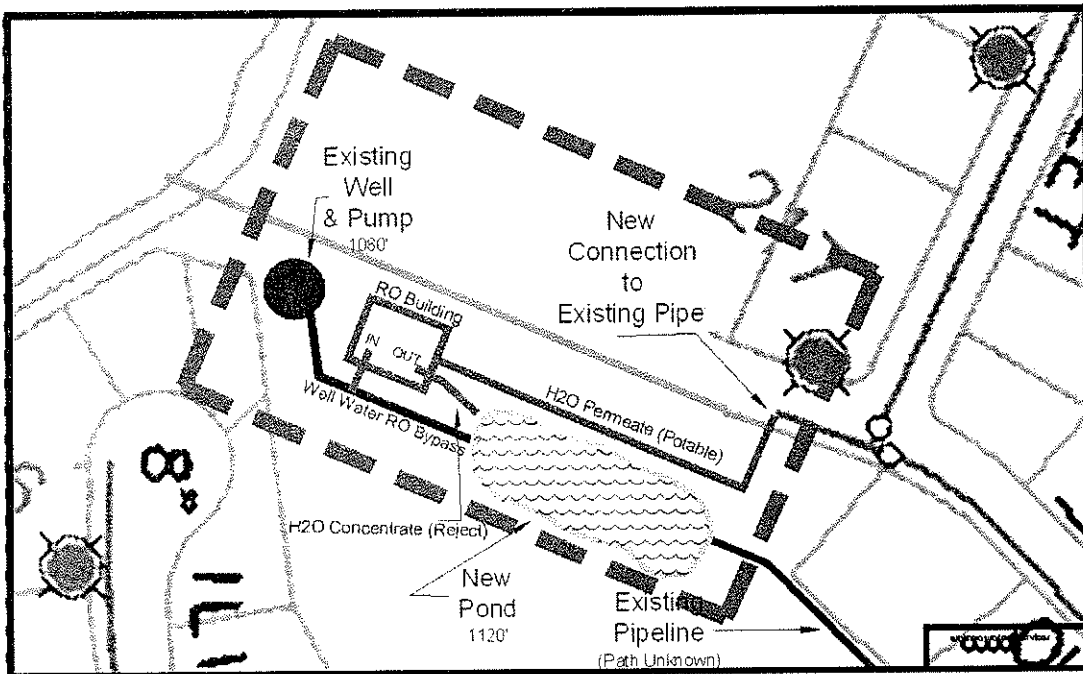 Existing
Well
& Pump
1060'
New
Connection
to
Existing Pipe
RO Building
IN
OUT
Well Water RO Bypass
H2O Permeate (Potable)
H2O Concentrate (Reject)
New
Pond
1120'
Existing
Pipeline
(Path Unknown)